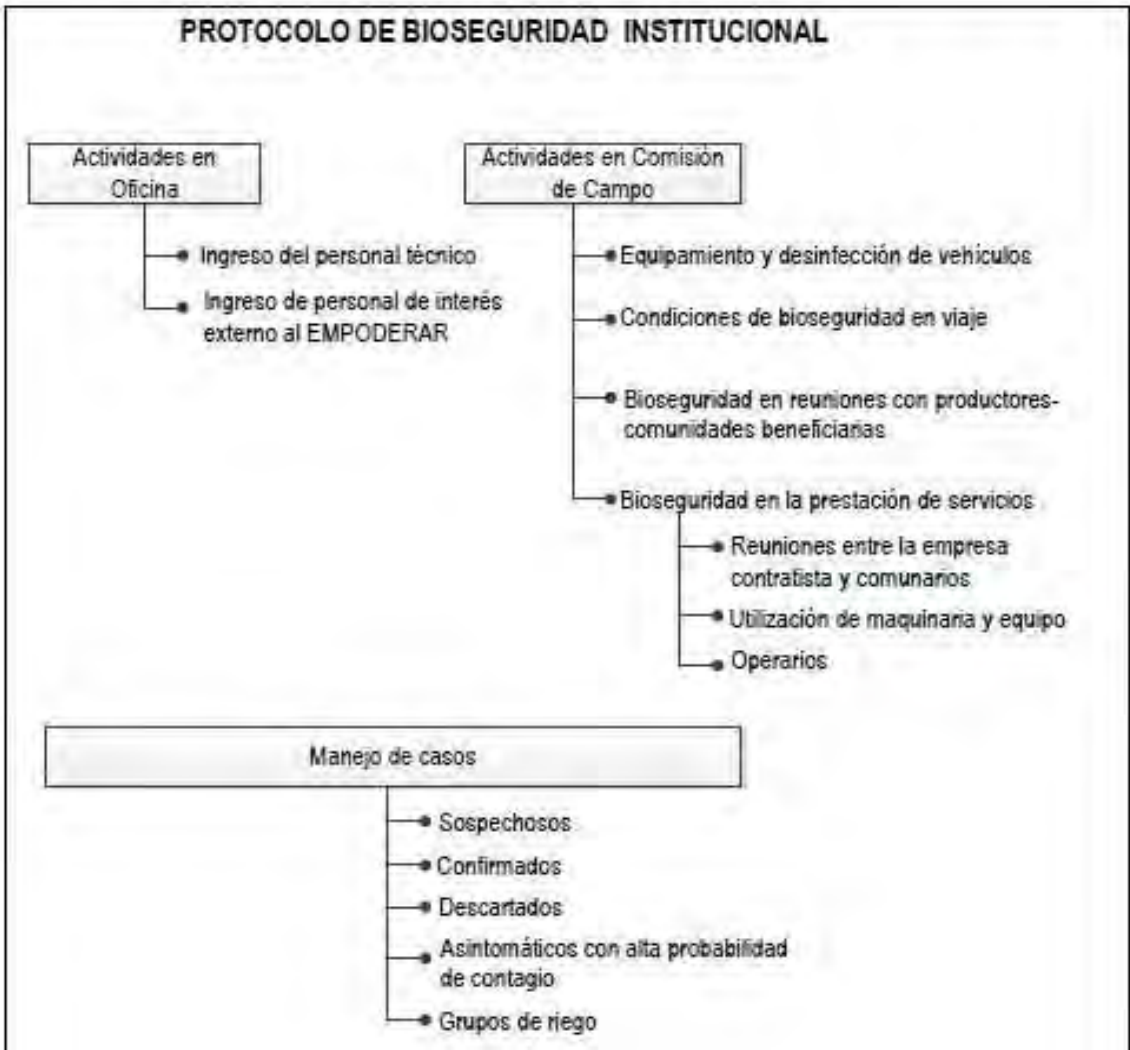 PROTOCOLO DE BIOSEGURIDAD INSTITUCIONAL
Actividades en
Oficina
Ingreso del personal técnico
Ingreso de personal de interés
externo al EMPODERAR
Actividades en Comisión
de Campo
Equipamiento y desinfección de vehículos
Condiciones de bioseguridad en viaje
Bioseguridad en reuniones con productores-
comunidades beneficiarias
Bioseguridad en la prestación de servicios
Reuniones entre la empresa
contratista y comunarios
Utilización de maquinaria y equipo
Operarios
Manejo de casos
Sospechosos
Confirmados
Descartados
Asintomáticos con alta probabilidad
de contagio
Grupos de riego